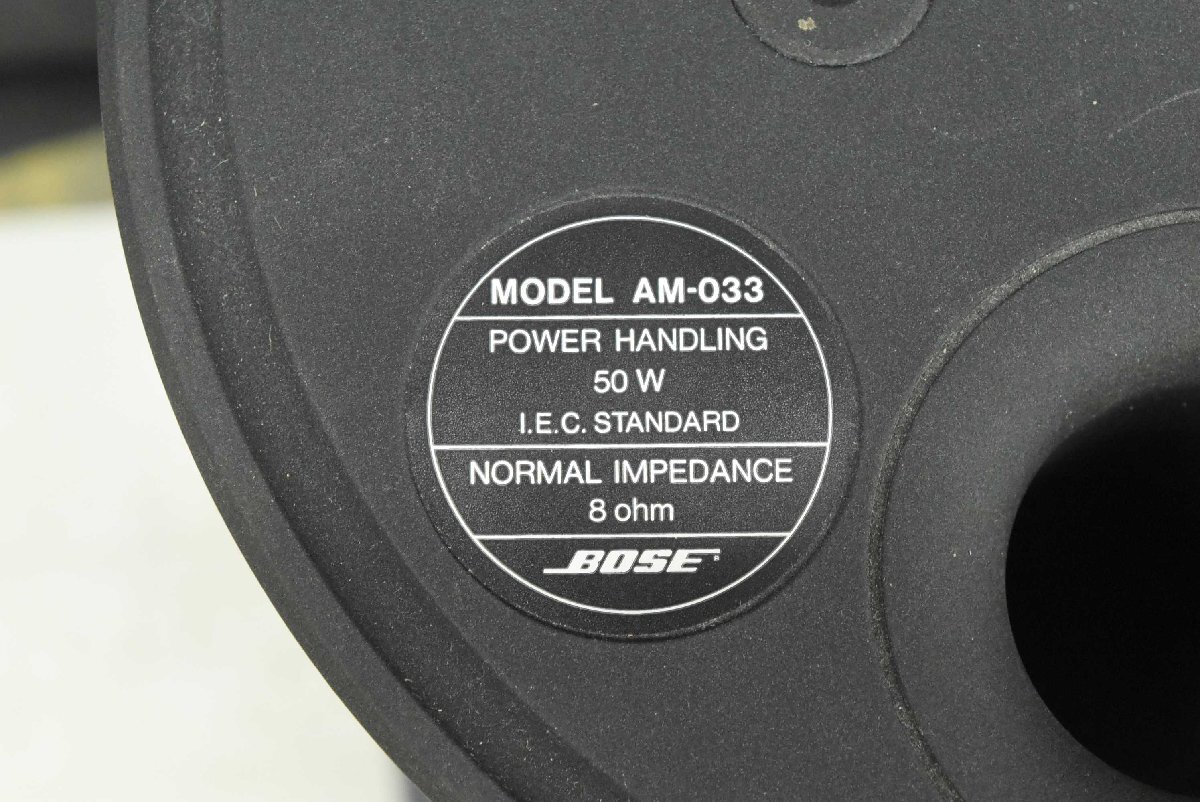 MODEL AM-033
POWER HANDLING
50 W
I.E.C. STANDARD
NORMAL IMPEDANCE
8 ohm
BOSE®